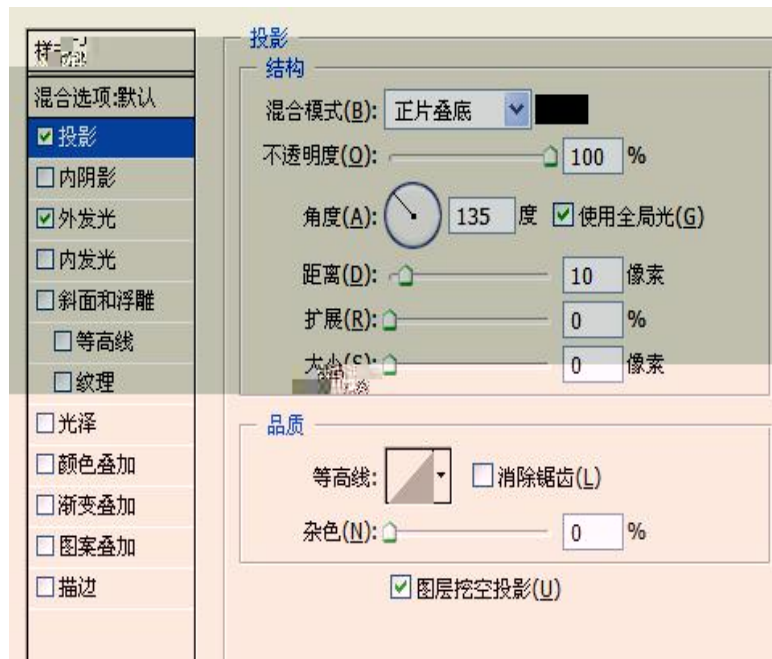 样式
混合选项:默认
投影
内阴影
外发光
内发光
斜面和浮雕
等高线
纹理
光泽
颜色叠加
渐变叠加
图案叠加
描边
投影
结构
混合模式(B): 正片叠底
不透明度(O): 100 %
角度(A): 135 度 使用全局光(G)
距离(D): 10 像素
扩展(R): 0 %
大小(S): 0 像素
品质
等高线: 消除锯齿(L)
杂色(N): 0 %
图层挖空投影(U)